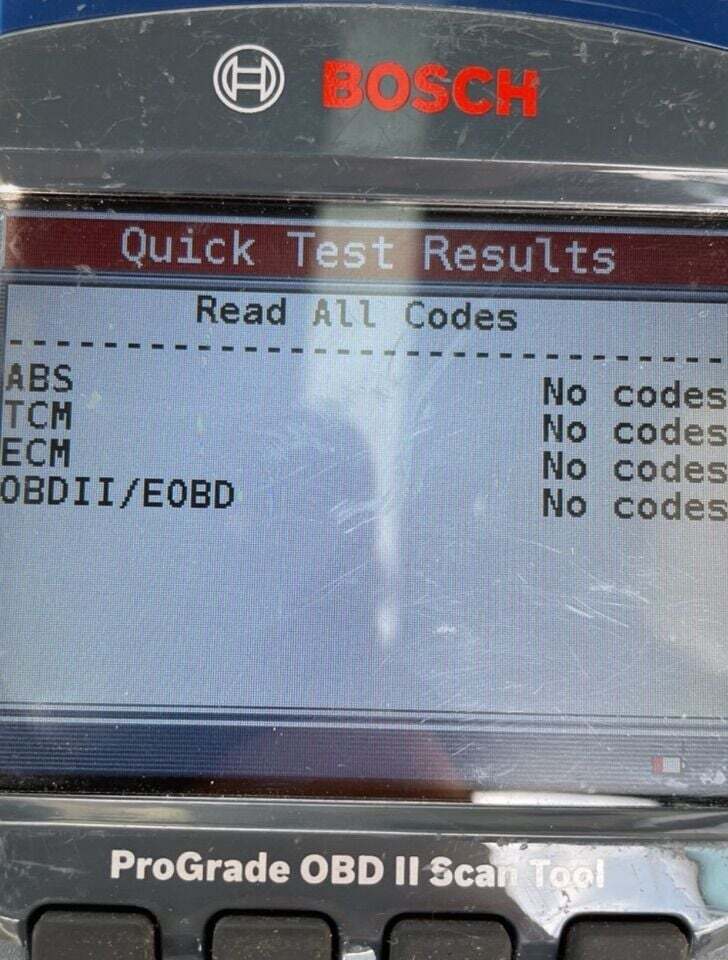 BOSCH
Quick Test Results
Read All Codes
--------------------------------------------------
ABS No codes
TCM No codes
ECM No codes
OBDII/EOBD No codes
ProGrade OBD II Scan Tool